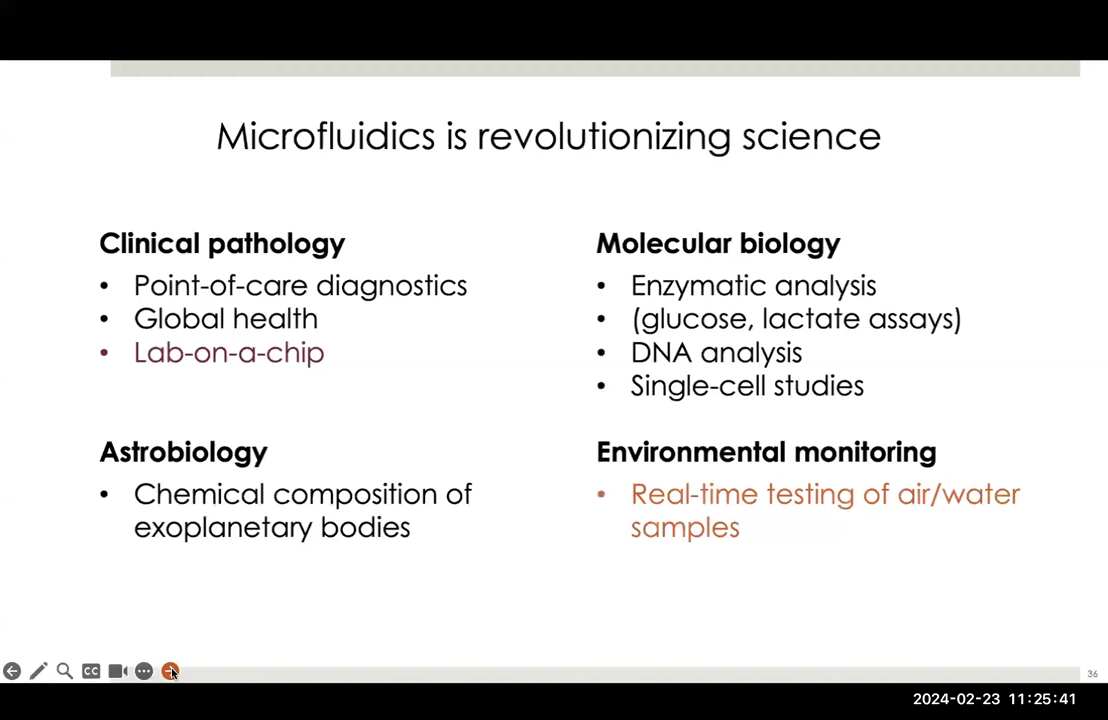 Microfluidics is revolutionizing science
Clinical pathology
• Point-of-care diagnostics
• Global health
• Lab-on-a-chip
Molecular biology
• Enzymatic analysis
• (glucose, lactate assays)
• DNA analysis
• Single-cell studies
Astrobiology
• Chemical composition of
exoplanetary bodies
Environmental monitoring
• Real-time testing of air/water
samples
CC
36
2024-02-23 11:25:41